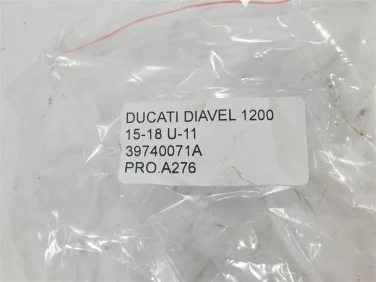 DUCATI DIAVEL 1200
15-18 U-11
39740071A
PRO.A276